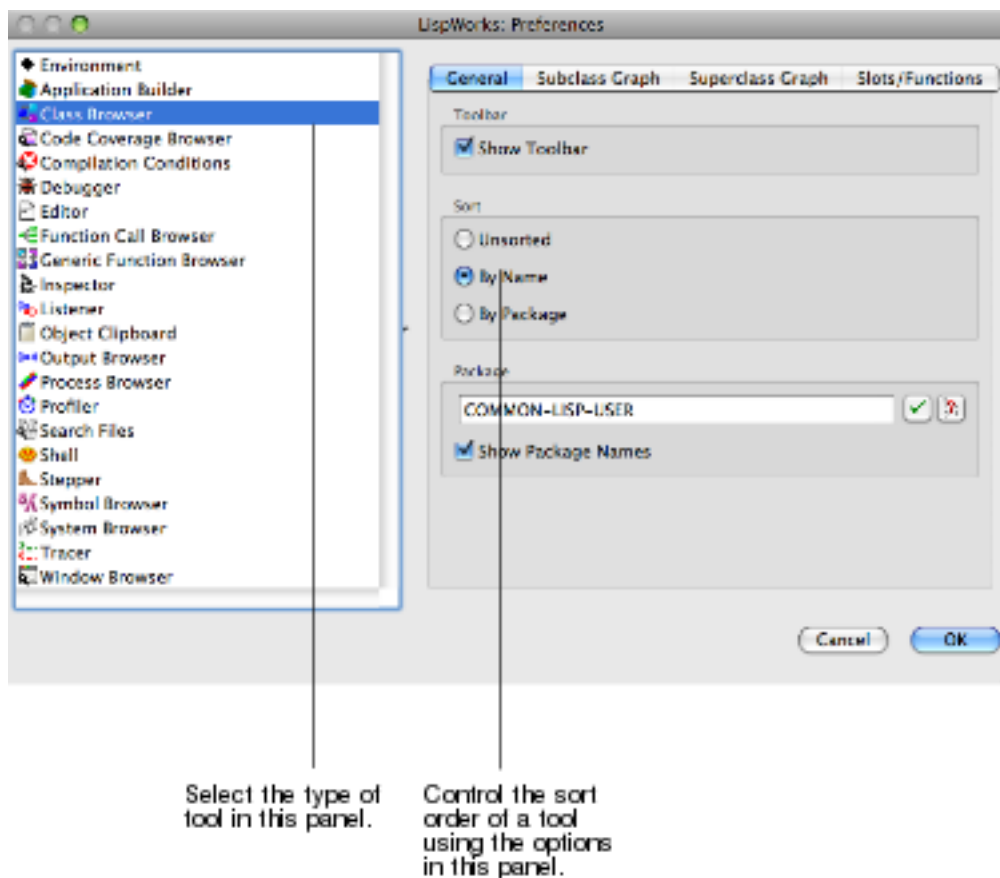 LispWorks: Preferences
Environment
Application Builder
Class Browser
Code Coverage Browser
Compilation Conditions
Debugger
Editor
Function Call Browser
Generic Function Browser
Inspector
Listener
Object Clipboard
Output Browser
Process Browser
Profiler
Search Files
Shell
Stepper
Symbol Browser
System Browser
Tracer
Window Browser
General Subclass Graph Superclass Graph Slots/Functions
Toolbar
Show Toolbar
Sort
Unsorted
By Name
By Package
Package
COMMON-LISP-USER
Show Package Names
Cancel OK
Select the type of
tool in this panel.
Control the sort
order of a tool
using the options
in this panel.